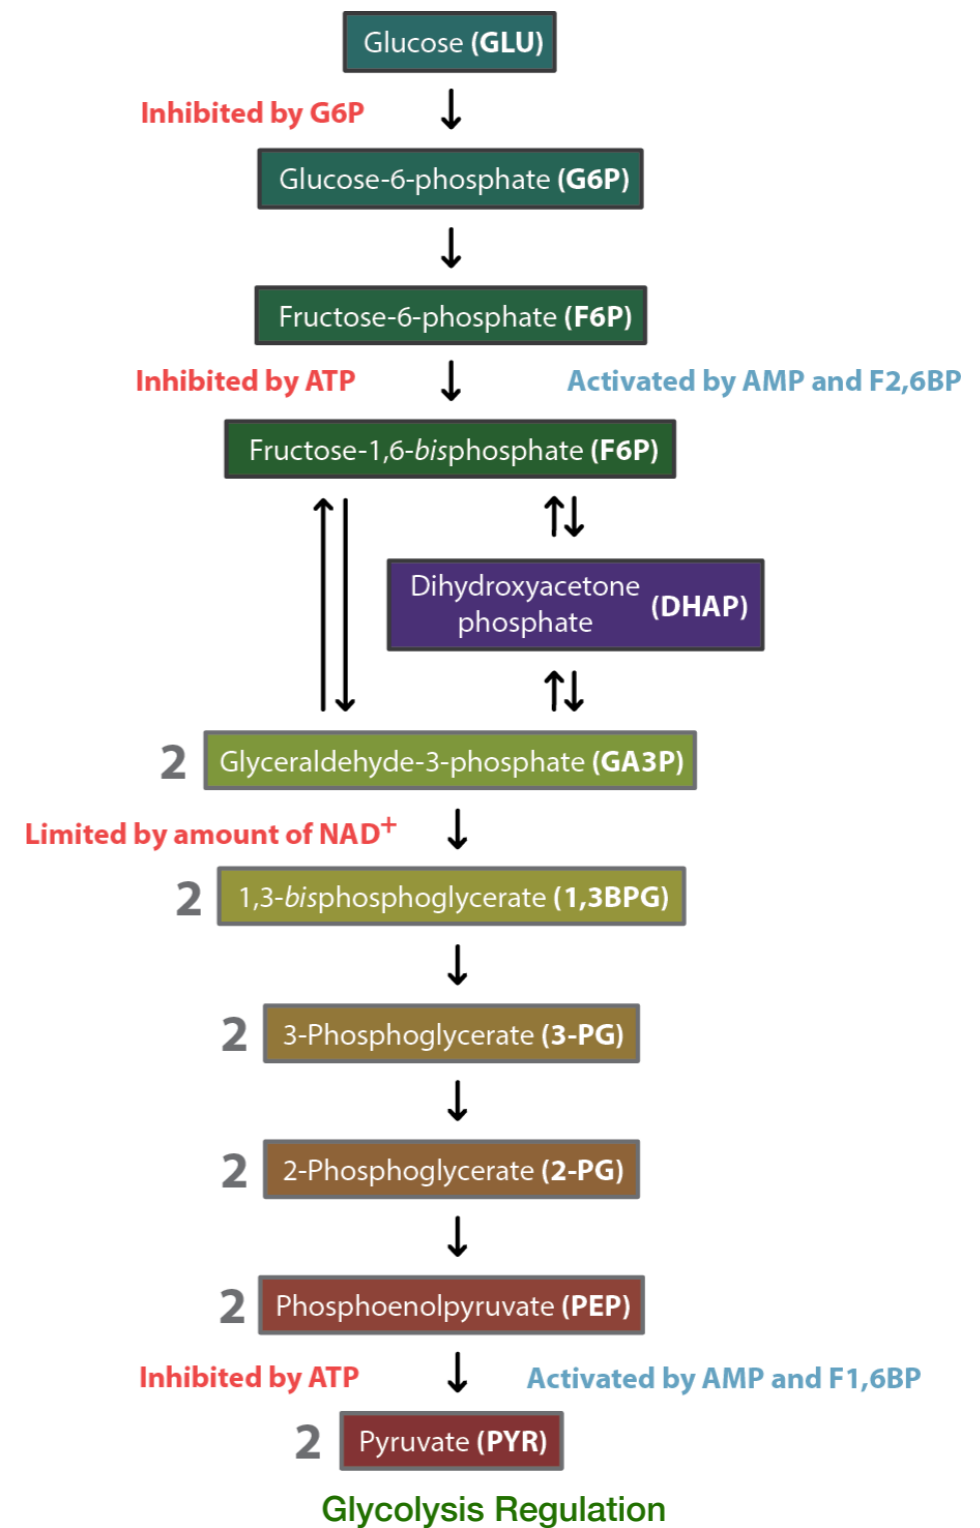 Glucose (GLU)
Inhibited by G6P
Glucose-6-phosphate (G6P)
Fructose-6-phosphate (F6P)
Inhibited by ATP
Activated by AMP and F2,6BP
Fructose-1,6-bisphosphate (F6P)
Dihydroxyacetone
phosphate
(DHAP)
2 Glyceraldehyde-3-phosphate (GA3P)
Limited by amount of NAD⁺
2 1,3-bisphosphoglycerate (1,3BPG)
2 3-Phosphoglycerate (3-PG)
2 2-Phosphoglycerate (2-PG)
2 Phosphoenolpyruvate (PEP)
Inhibited by ATP
Activated by AMP and F1,6BP
2 Pyruvate (PYR)
Glycolysis Regulation